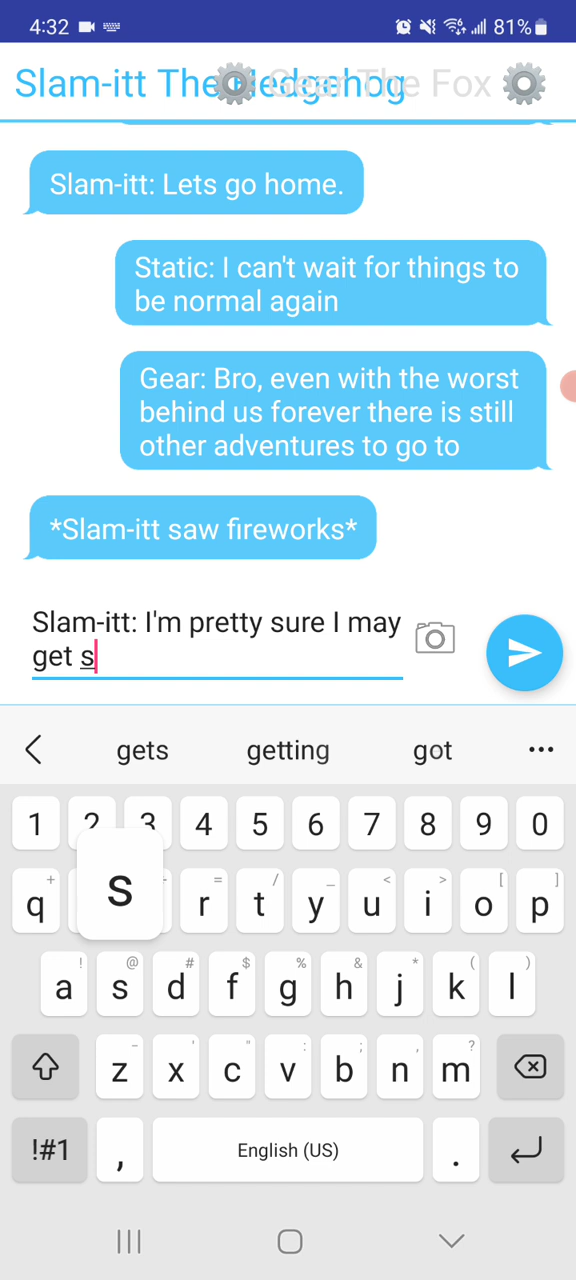 4:32 81%
Slam-itt The Hedgehog Gear The Fox
Slam-itt: Lets go home.
Static: I can't wait for things to
be normal again
Gear: Bro, even with the worst
behind us forever there is still
other adventures to go to
*Slam-itt saw fireworks*
Slam-itt: I'm pretty sure I may
get s
gets getting got
1 2 3 4 5 6 7 8 9 0
s
q r t y u i o p
+ = / _ < > [ ]
a s d f g h j k l
! @ # $ % & * ( )
z x c v b n m
- ' " : ; , ?
!#1 , English (US) .